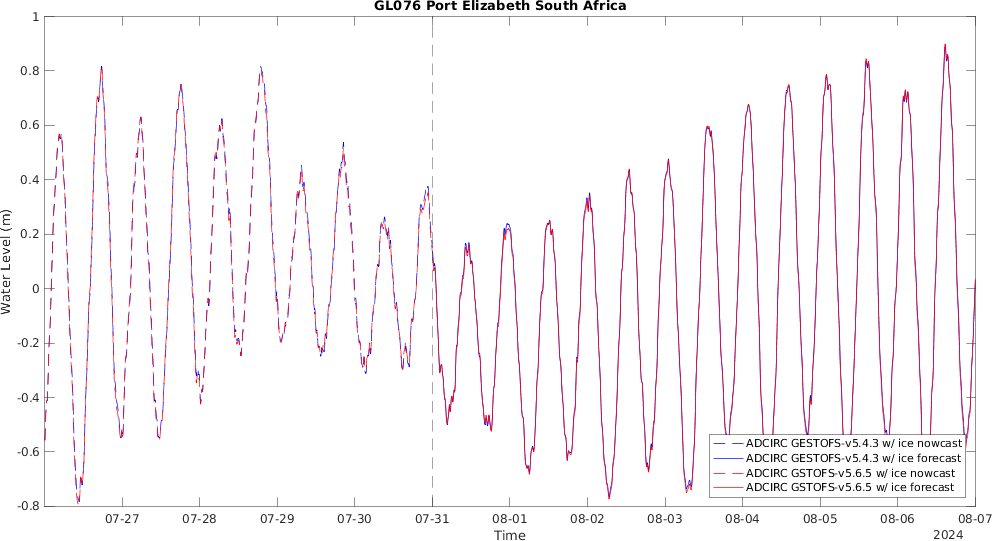 GL076 Port Elizabeth South Africa
1
0.8
0.6
0.4
0.2
0
-0.2
-0.4
-0.6
-0.8
Water Level (m)
ADCIRC GESTOFS-v5.4.3 w/ ice nowcast
ADCIRC GESTOFS-v5.4.3 w/ ice forecast
ADCIRC GSTOFS-v5.6.5 w/ ice nowcast
ADCIRC GSTOFS-v5.6.5 w/ ice forecast
07-27 07-28 07-29 07-30 07-31 08-01 08-02 08-03 08-04 08-05 08-06 08-07
Time
2024